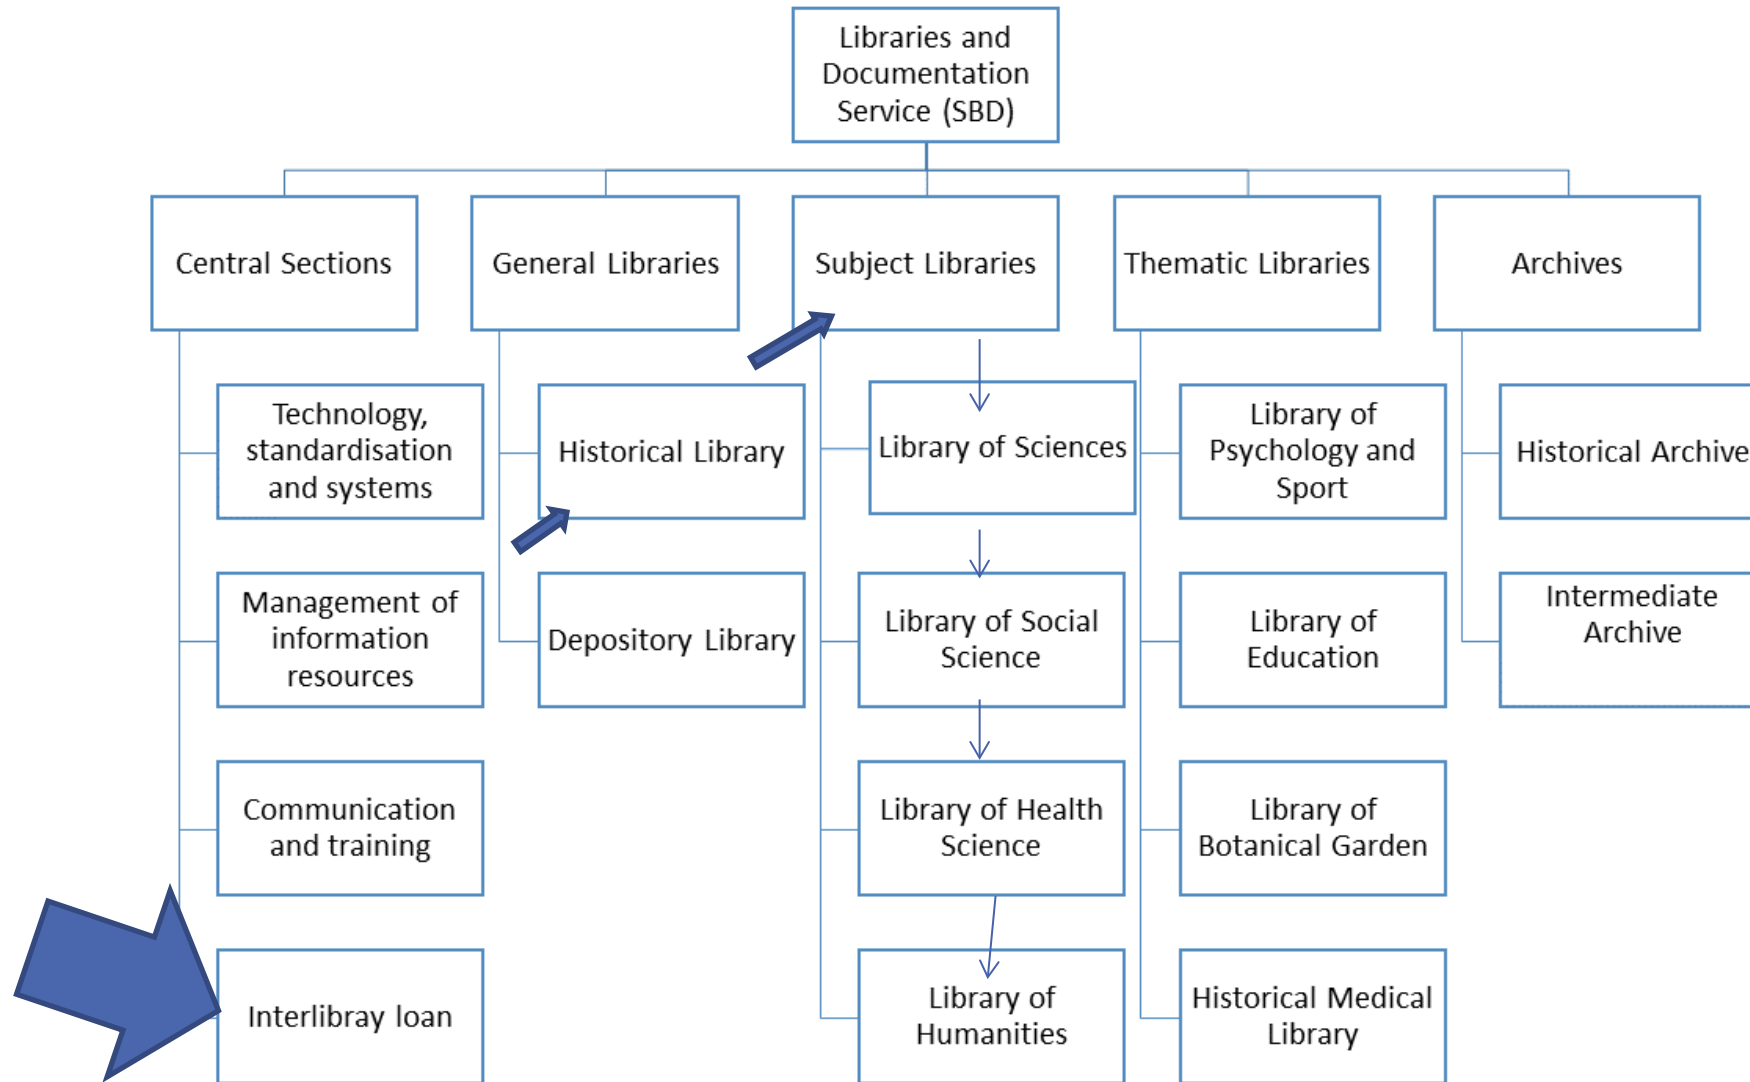 Libraries and
Documentation
Service (SBD)
Central Sections
General Libraries
Subject Libraries
Thematic Libraries
Archives
Technology,
standardisation
and systems
Management of
information
resources
Communication
and training
Interlibray loan
Historical Library
Depository Library
Library of Sciences
Library of Social
Science
Library of Health
Science
Library of
Humanities
Library of
Psychology and
Sport
Library of
Education
Library of
Botanical Garden
Historical Medical
Library
Historical Archive
Intermediate
Archive